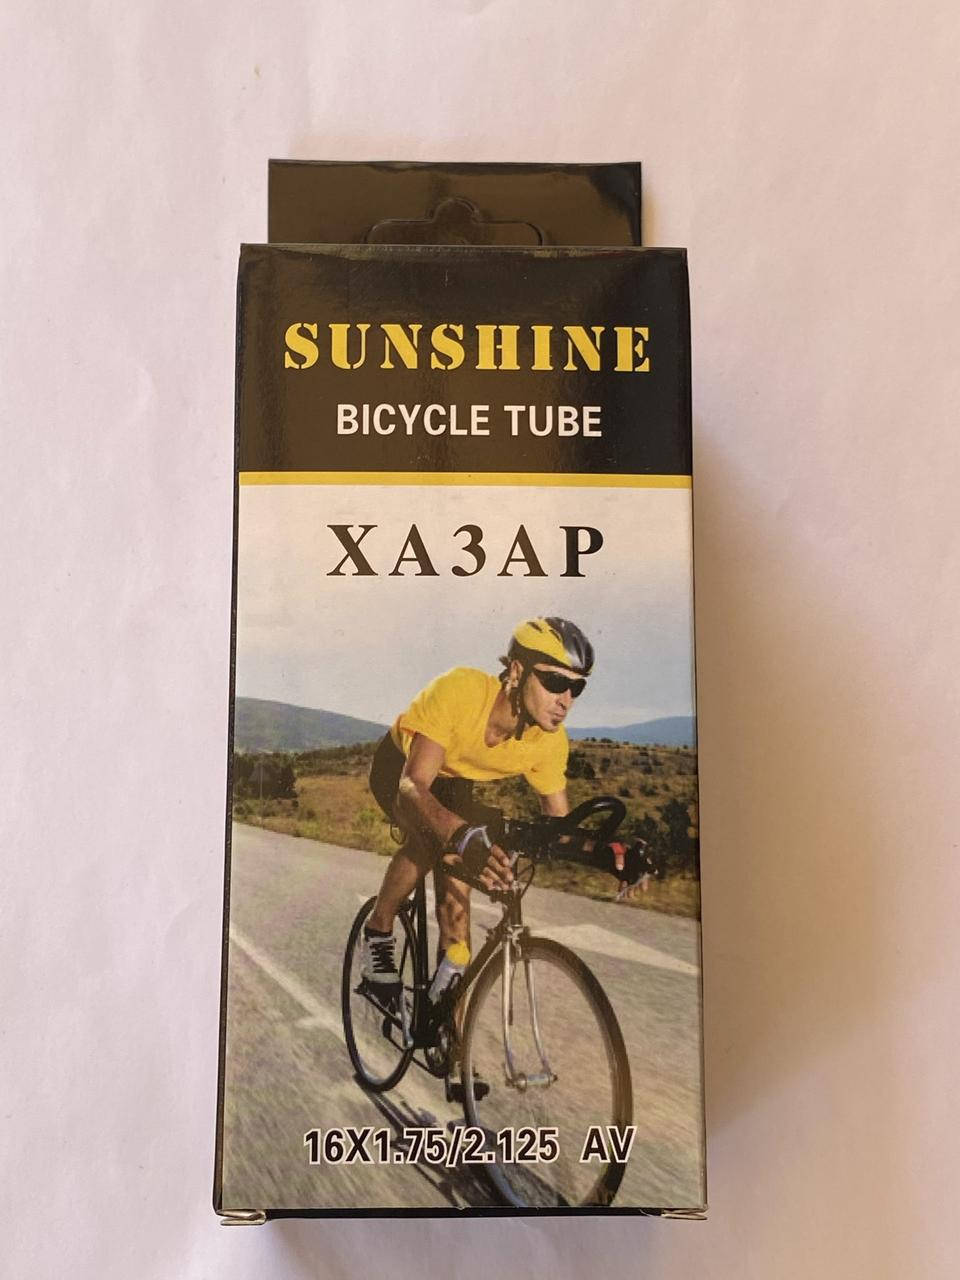 SUNSHINE
BICYCLE TUBE
ХАЗАР
16X1.75/2.125 AV